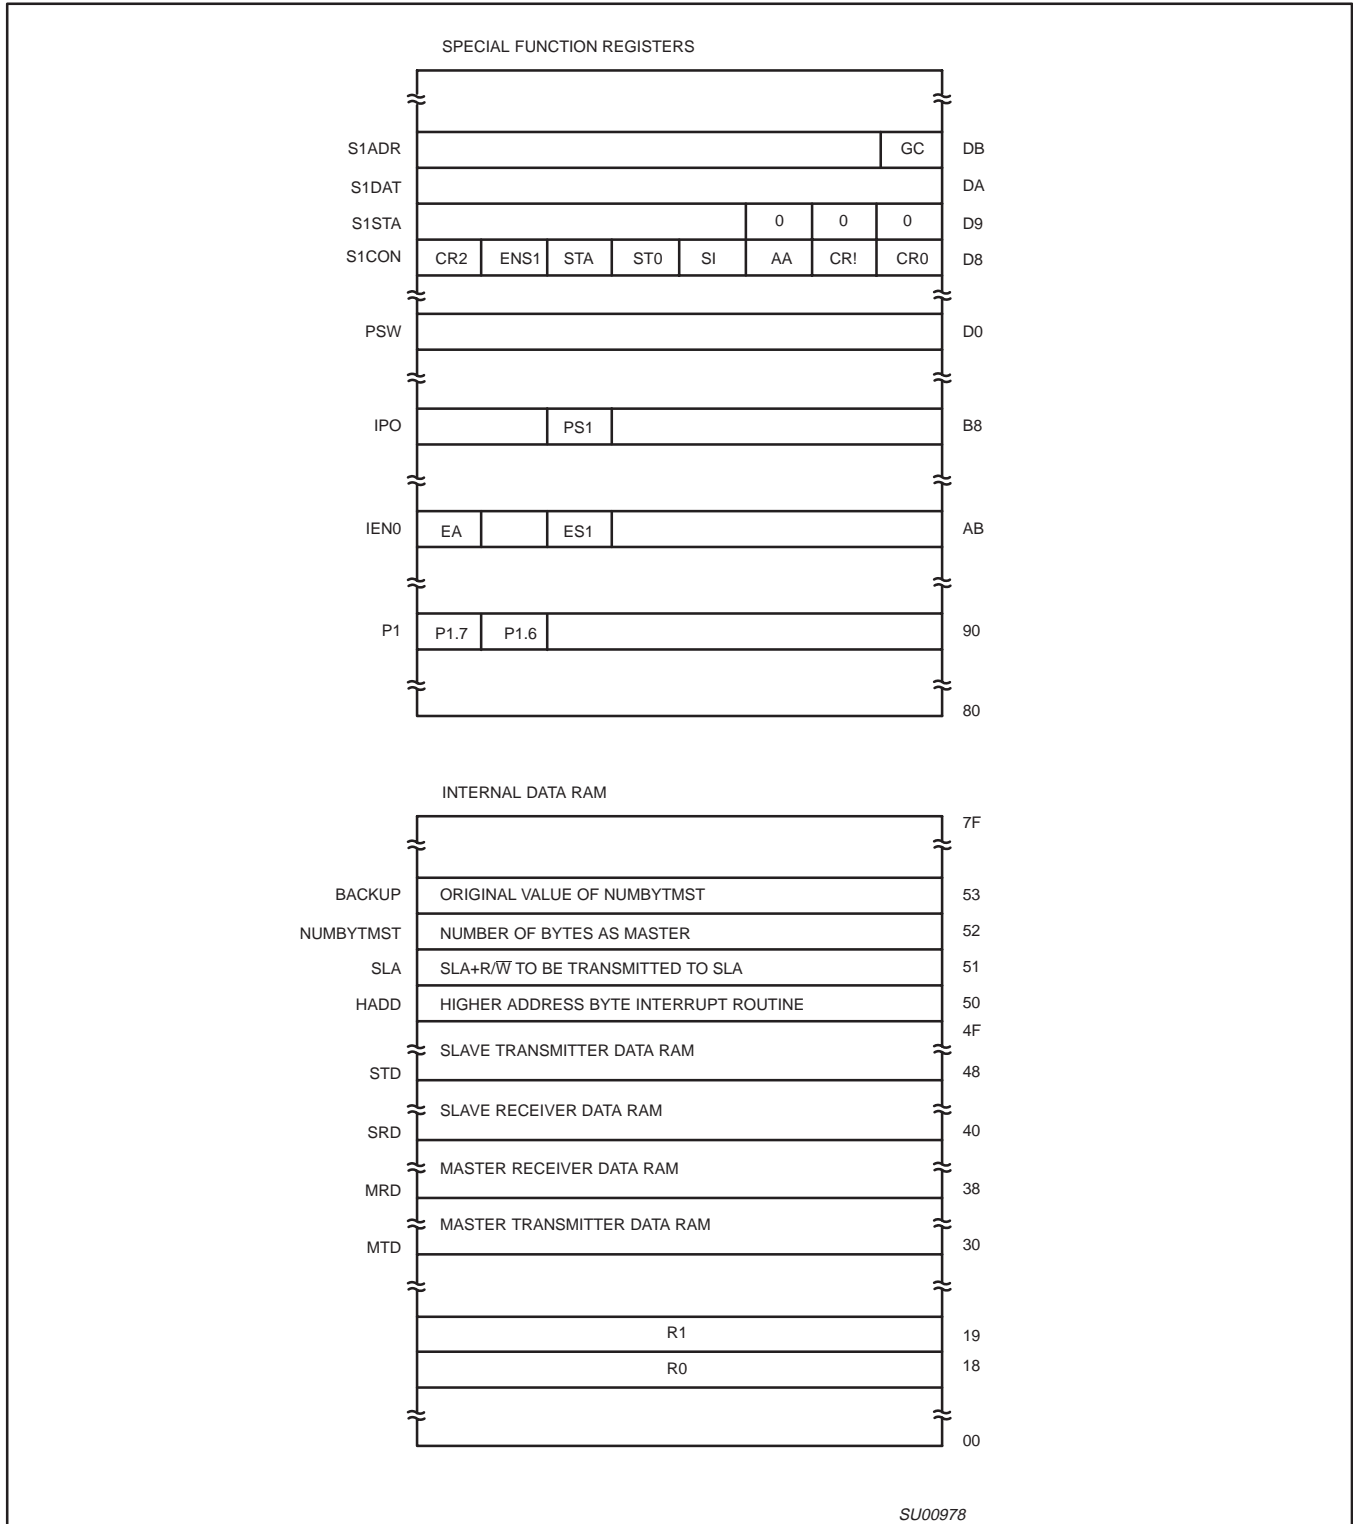 SPECIAL FUNCTION REGISTERS
S1ADR GC DB
S1DAT DA
S1STA 0 0 0 D9
S1CON CR2 ENS1 STA ST0 SI AA CR! CR0 D8
PSW D0
IPO PS1 B8
IEN0 EA ES1 AB
P1 P1.7 P1.6 90
80
INTERNAL DATA RAM
7F
BACKUP ORIGINAL VALUE OF NUMBYTMST 53
NUMBYTMST NUMBER OF BYTES AS MASTER 52
SLA SLA+R/W̅ TO BE TRANSMITTED TO SLA 51
HADD HIGHER ADDRESS BYTE INTERRUPT ROUTINE 50
4F
SLAVE TRANSMITTER DATA RAM
STD 48
SLAVE RECEIVER DATA RAM
SRD 40
MASTER RECEIVER DATA RAM
MRD 38
MASTER TRANSMITTER DATA RAM
MTD 30
R1 19
R0 18
00
SU00978